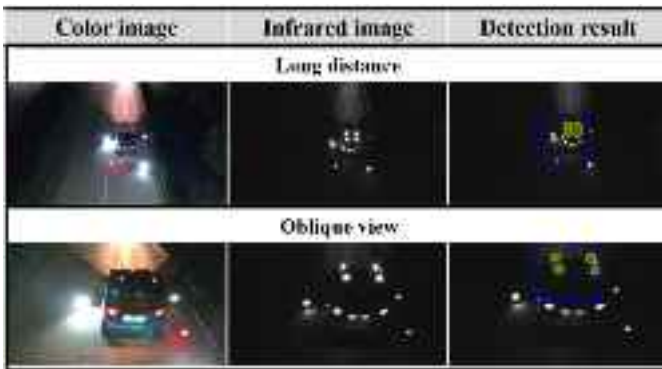 Color image Infrared image Detection result
Long distance
Oblique view